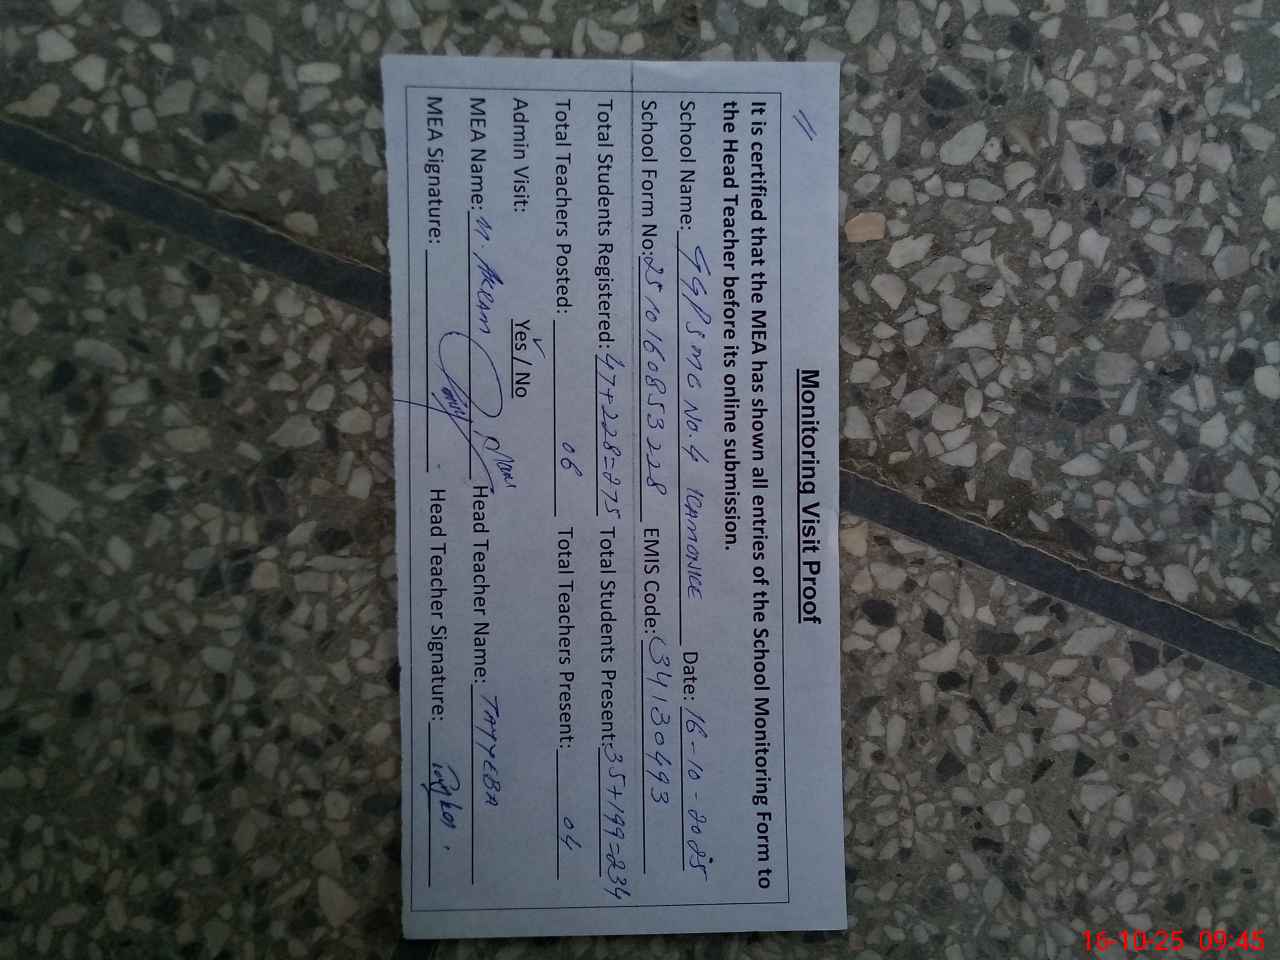 Monitoring Visit Proof
It is certified that the MEA has shown all entries of the School Monitoring Form to
the Head Teacher before its online submission.
School Name: GGPS MC No. 4 KAMONKE Date: 16-10-2025
School Form No: 2510160853228 EMIS Code: 34130493
Total Students Registered: 47+228=275 Total Students Present: 35+199=234
Total Teachers Posted: 06 Total Teachers Present: 04
Admin Visit: Yes / No
MEA Name: M. AKRAM Head Teacher Name: TAYYEBA
MEA Signature: Head Teacher Signature:
16-10-25 09:45